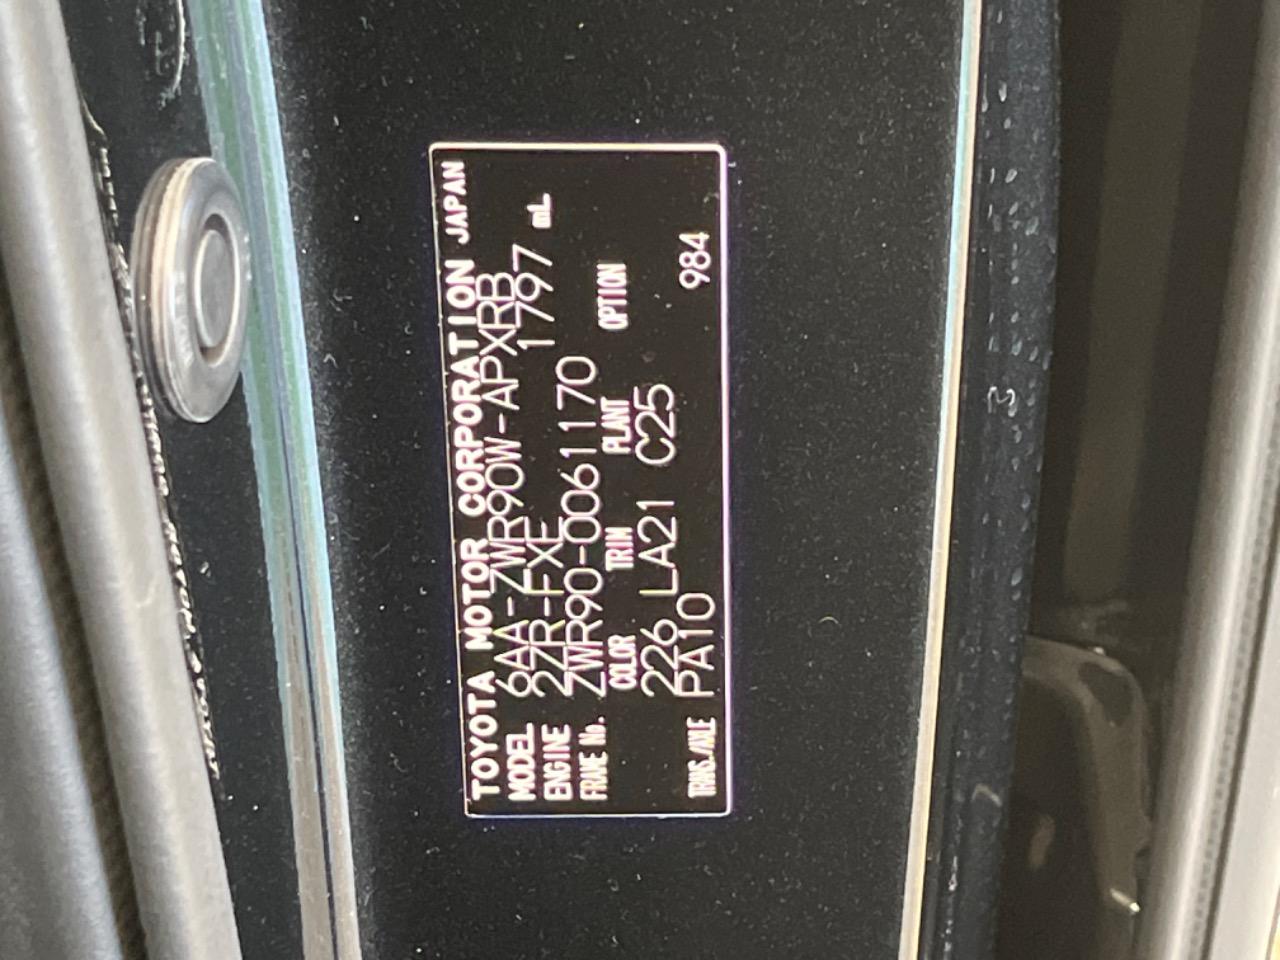 TOYOTA MOTOR CORPORATION JAPAN
MODEL 6AA-ZWR90W-APXRB
ENGINE 2ZR-FXE 1797 mL
FRAME No. ZWR90-0061170
COLOR TRIM PLANT OPTION
226 LA21 C25
TRANS./AXLE PA10 984